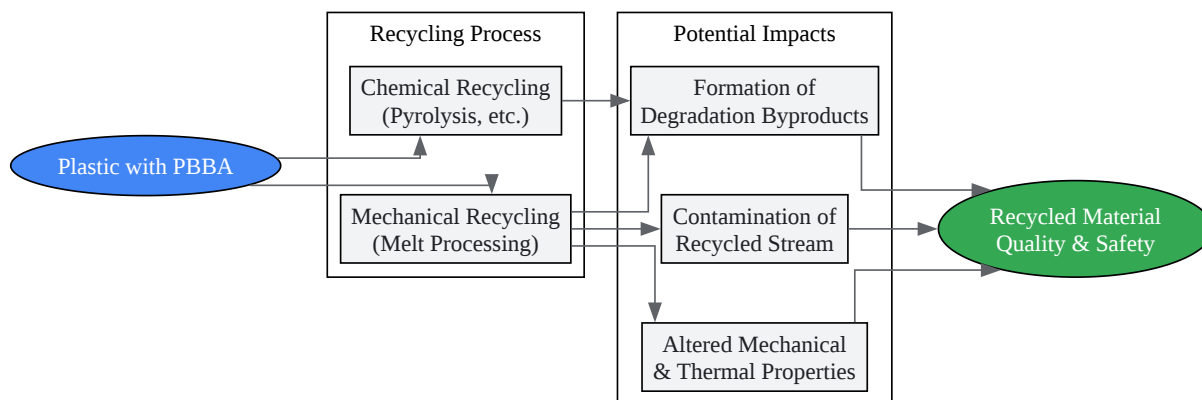 Recycling Process
Potential Impacts
Chemical Recycling
(Pyrolysis, etc.)
Formation of
Degradation Byproducts
Plastic with PBBA
Mechanical Recycling
(Melt Processing)
Contamination of
Recycled Stream
Recycled Material
Quality & Safety
Altered Mechanical
& Thermal Properties